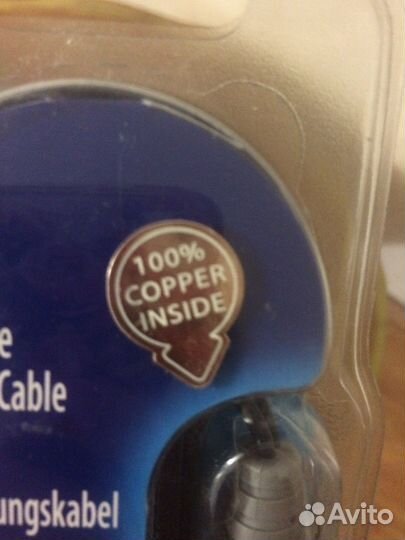 100%
COPPER
INSIDE
e
Cable
ungskabel
Avito